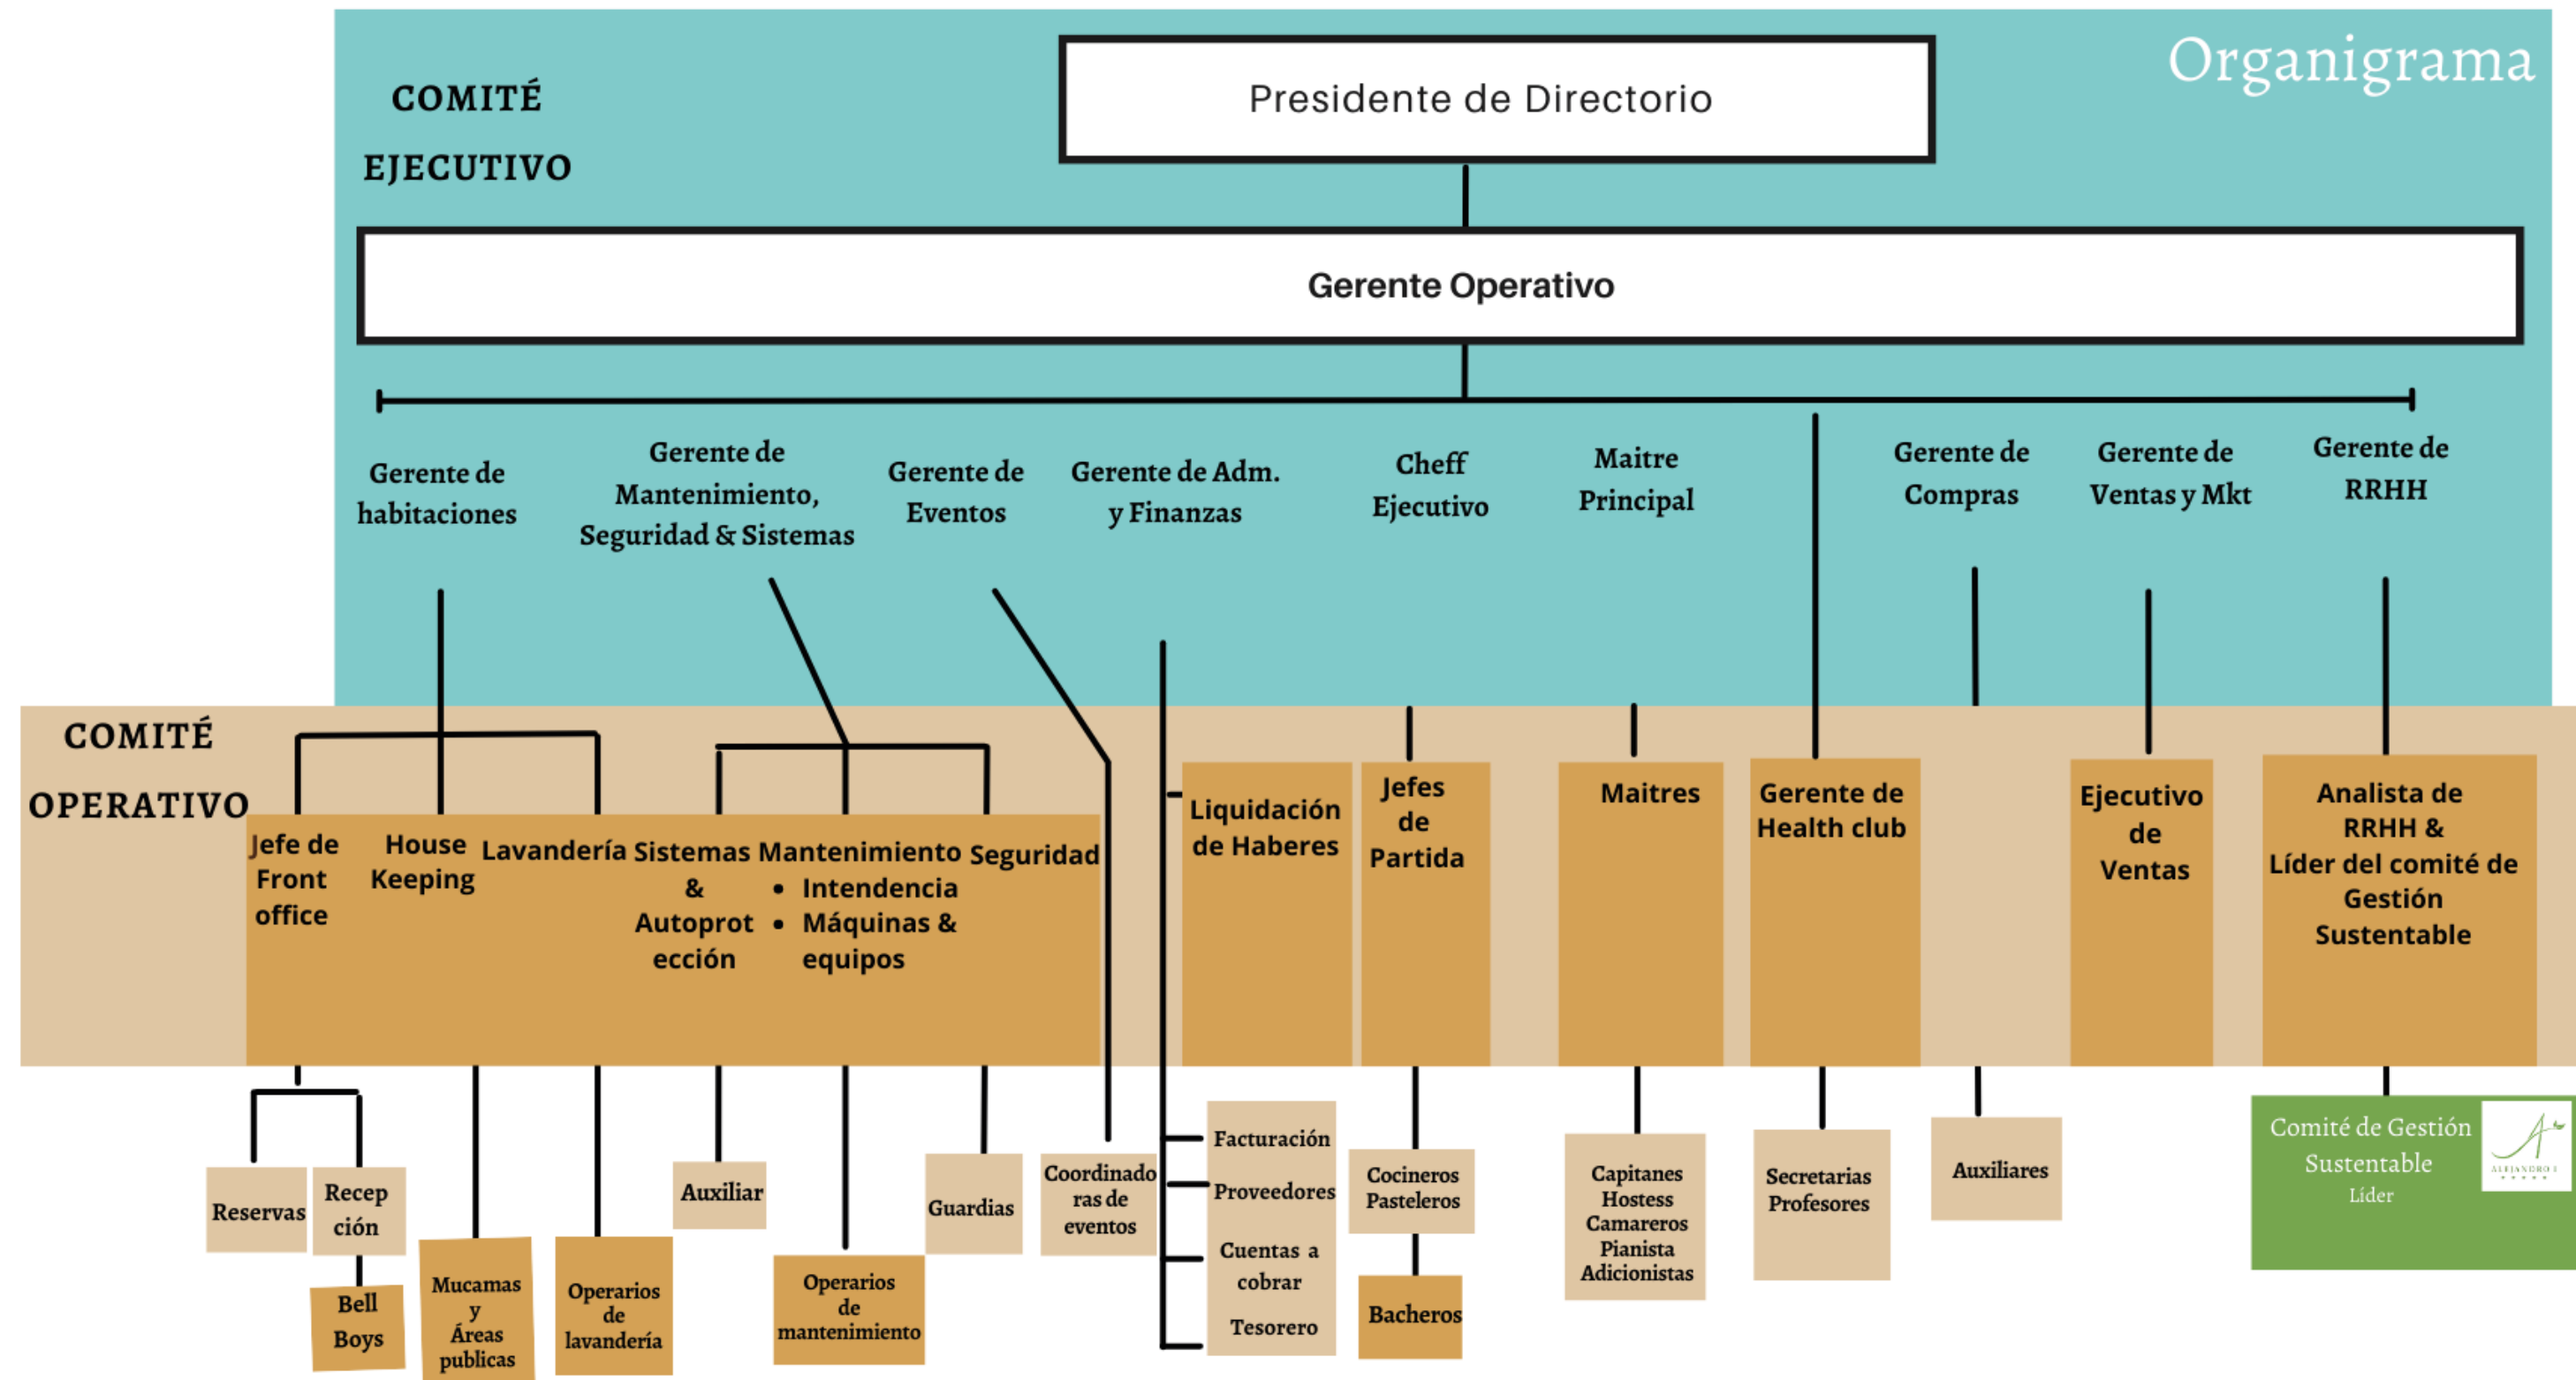 Organigrama
COMITÉ
EJECUTIVO
Presidente de Directorio
Gerente Operativo
Gerente de
habitaciones
Gerente de
Mantenimiento,
Seguridad & Sistemas
Gerente de
Eventos
Gerente de Adm.
y Finanzas
Cheff
Ejecutivo
Maitre
Principal
Gerente de
Compras
Gerente de
Ventas y Mkt
Gerente de
RRHH
COMITÉ
OPERATIVO
Jefe de
Front
office
House
Keeping
Lavandería
Sistemas
&
Autoprot
ección
Mantenimiento
• Intendencia
• Máquinas &
equipos
Seguridad
Liquidación
de Haberes
Jefes
de
Partida
Maitres
Gerente de
Health club
Ejecutivo
de
Ventas
Analista de
RRHH &
Líder del comité de
Gestión
Sustentable
Reservas
Recep
ción
Bell
Boys
Mucamas
y
Áreas
publicas
Operarios
de
lavandería
Auxiliar
Operarios
de
mantenimiento
Guardias
Coordinado
ras de
eventos
Facturación
Proveedores
Cuentas a
cobrar
Tesorero
Cocineros
Pasteleros
Bacheros
Capitanes
Hostess
Camareros
Pianista
Adicionistas
Secretarias
Profesores
Auxiliares
Comité de Gestión
Sustentable
Líder
ALEJANDRO I